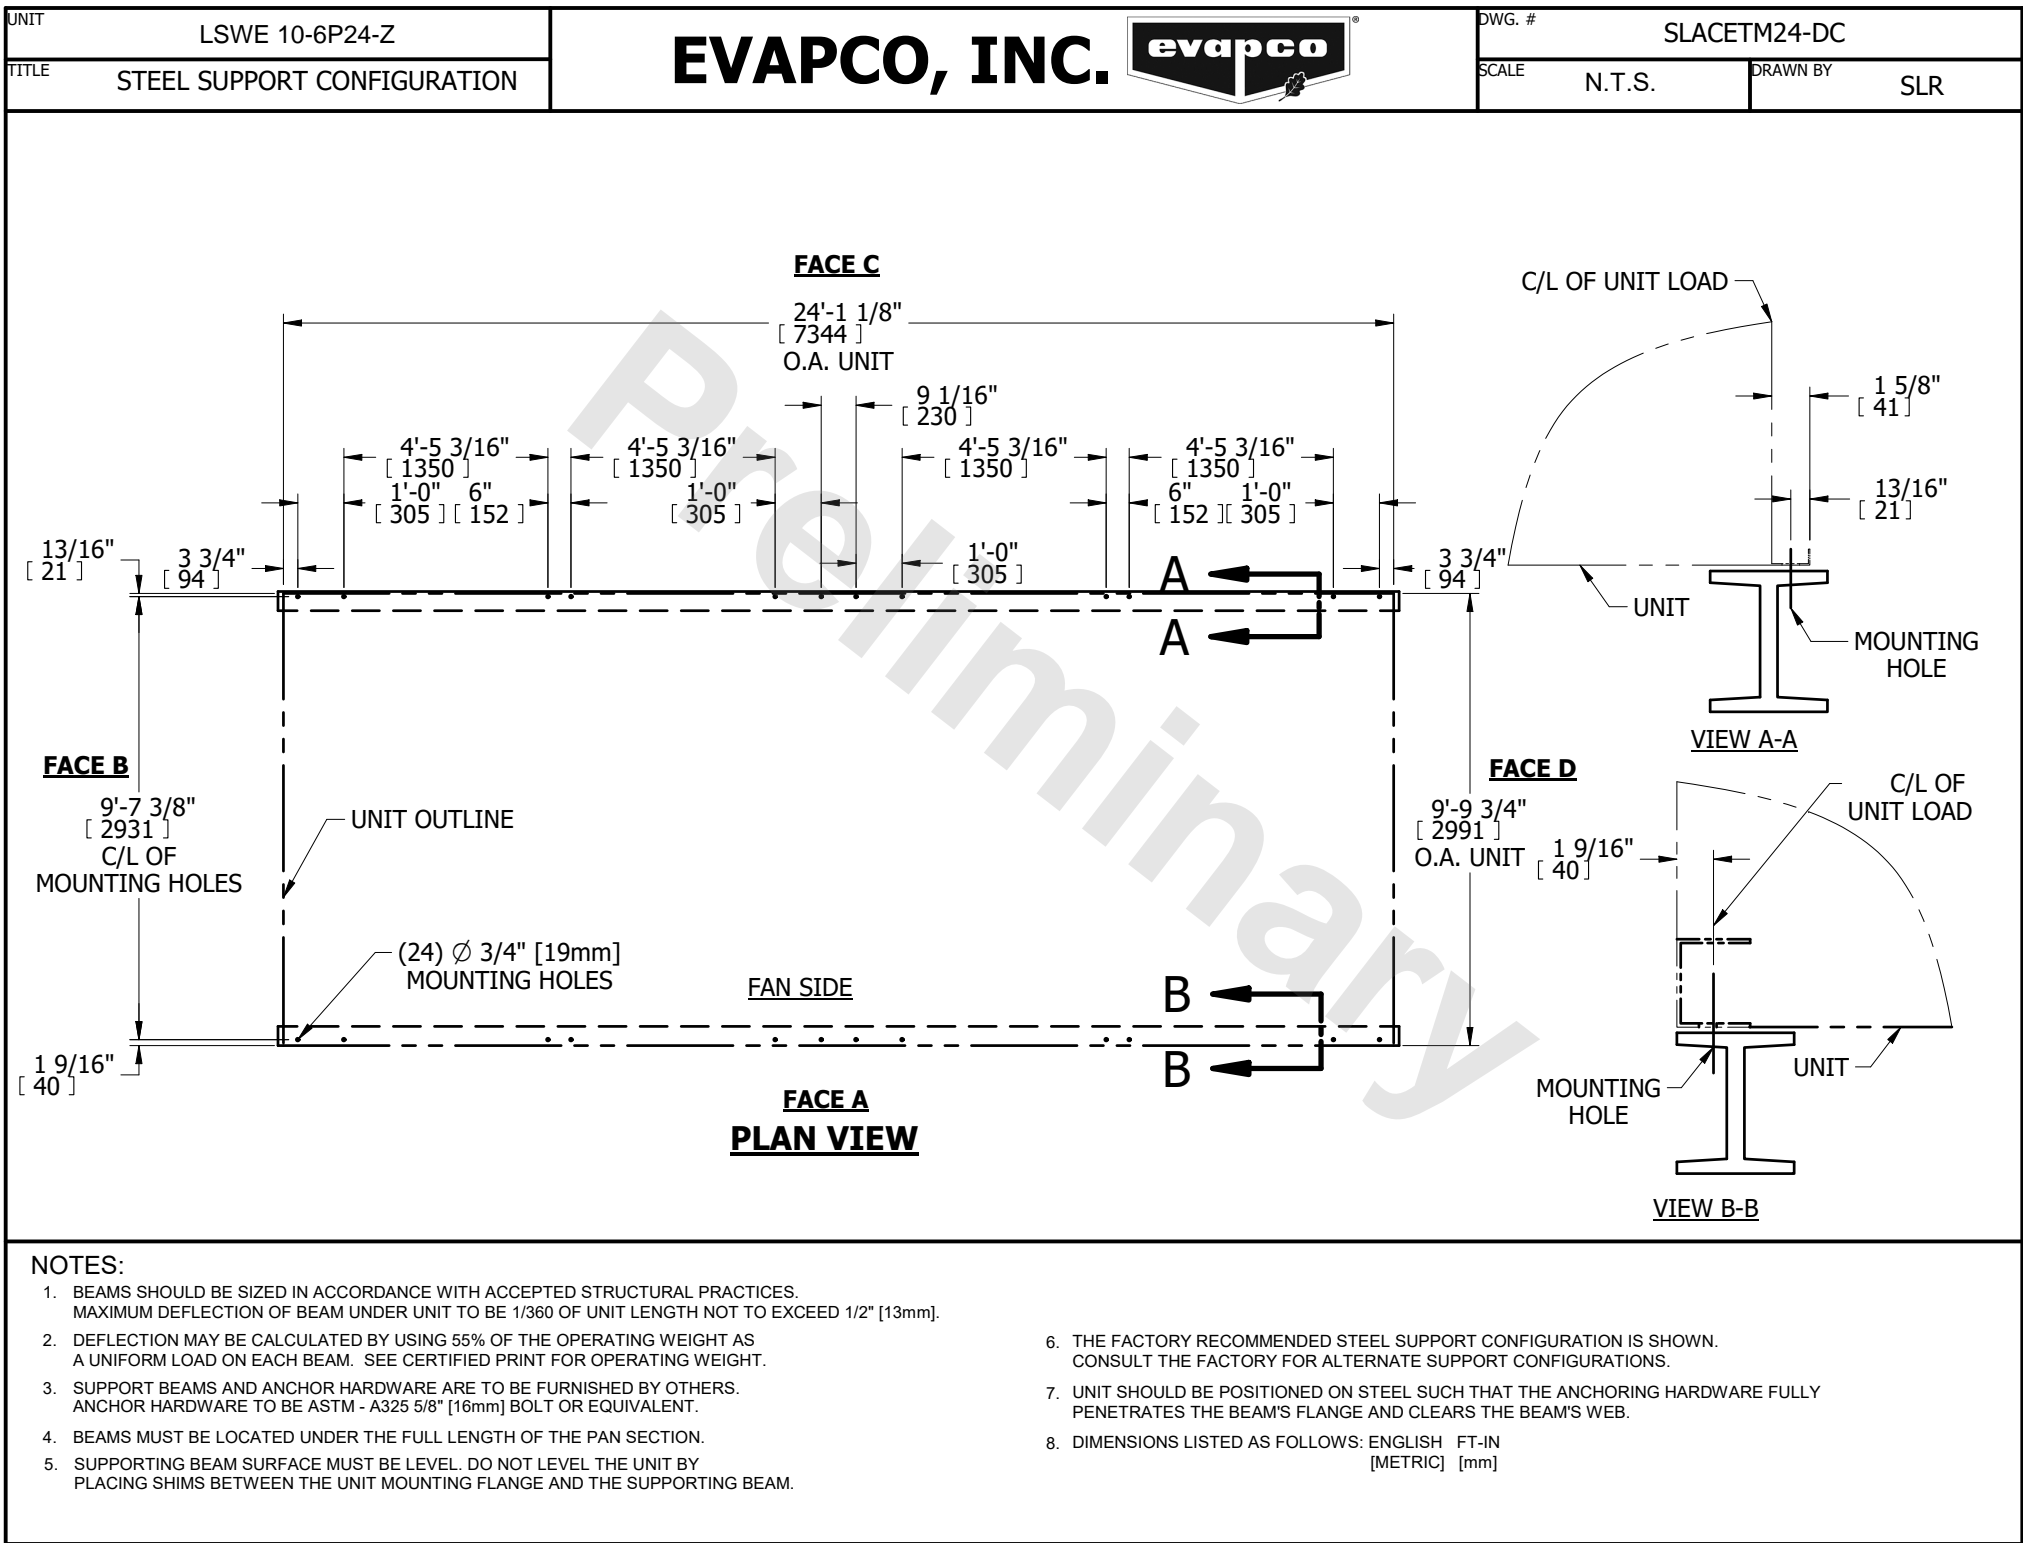 UNIT
LSWE 10-6P24-Z
TITLE
STEEL SUPPORT CONFIGURATION
EVAPCO, INC.
evapco
®
DWG. #
SLACETM24-DC
SCALE
N.T.S.
DRAWN BY
SLR
FACE C
24'-1 1/8"
[ 7344 ]
O.A. UNIT
9 1/16"
[ 230 ]
4'-5 3/16"
[ 1350 ]
4'-5 3/16"
[ 1350 ]
4'-5 3/16"
[ 1350 ]
4'-5 3/16"
[ 1350 ]
1'-0"
[ 305 ]
6"
[ 152 ]
1'-0"
[ 305 ]
6"
[ 152 ]
1'-0"
[ 305 ]
13/16"
[ 21 ]
3 3/4"
[ 94 ]
1'-0"
[ 305 ]
3 3/4"
[ 94 ]
A
A
FACE B
9'-7 3/8"
[ 2931 ]
C/L OF
MOUNTING HOLES
UNIT OUTLINE
FACE D
9'-9 3/4"
[ 2991 ]
O.A. UNIT
(24) Ø 3/4" [19mm]
MOUNTING HOLES
FAN SIDE
B
B
1 9/16"
[ 40 ]
FACE A
PLAN VIEW
Preliminary
C/L OF UNIT LOAD
1 5/8"
[ 41 ]
13/16"
[ 21 ]
UNIT
MOUNTING
HOLE
VIEW A-A
C/L OF
UNIT LOAD
1 9/16"
[ 40 ]
UNIT
MOUNTING
HOLE
VIEW B-B
NOTES:
1. BEAMS SHOULD BE SIZED IN ACCORDANCE WITH ACCEPTED STRUCTURAL PRACTICES.
MAXIMUM DEFLECTION OF BEAM UNDER UNIT TO BE 1/360 OF UNIT LENGTH NOT TO EXCEED 1/2" [13mm].
2. DEFLECTION MAY BE CALCULATED BY USING 55% OF THE OPERATING WEIGHT AS
A UNIFORM LOAD ON EACH BEAM. SEE CERTIFIED PRINT FOR OPERATING WEIGHT.
3. SUPPORT BEAMS AND ANCHOR HARDWARE ARE TO BE FURNISHED BY OTHERS.
ANCHOR HARDWARE TO BE ASTM - A325 5/8" [16mm] BOLT OR EQUIVALENT.
4. BEAMS MUST BE LOCATED UNDER THE FULL LENGTH OF THE PAN SECTION.
5. SUPPORTING BEAM SURFACE MUST BE LEVEL. DO NOT LEVEL THE UNIT BY
PLACING SHIMS BETWEEN THE UNIT MOUNTING FLANGE AND THE SUPPORTING BEAM.
6. THE FACTORY RECOMMENDED STEEL SUPPORT CONFIGURATION IS SHOWN.
CONSULT THE FACTORY FOR ALTERNATE SUPPORT CONFIGURATIONS.
7. UNIT SHOULD BE POSITIONED ON STEEL SUCH THAT THE ANCHORING HARDWARE FULLY
PENETRATES THE BEAM'S FLANGE AND CLEARS THE BEAM'S WEB.
8. DIMENSIONS LISTED AS FOLLOWS: ENGLISH FT-IN
[METRIC] [mm]